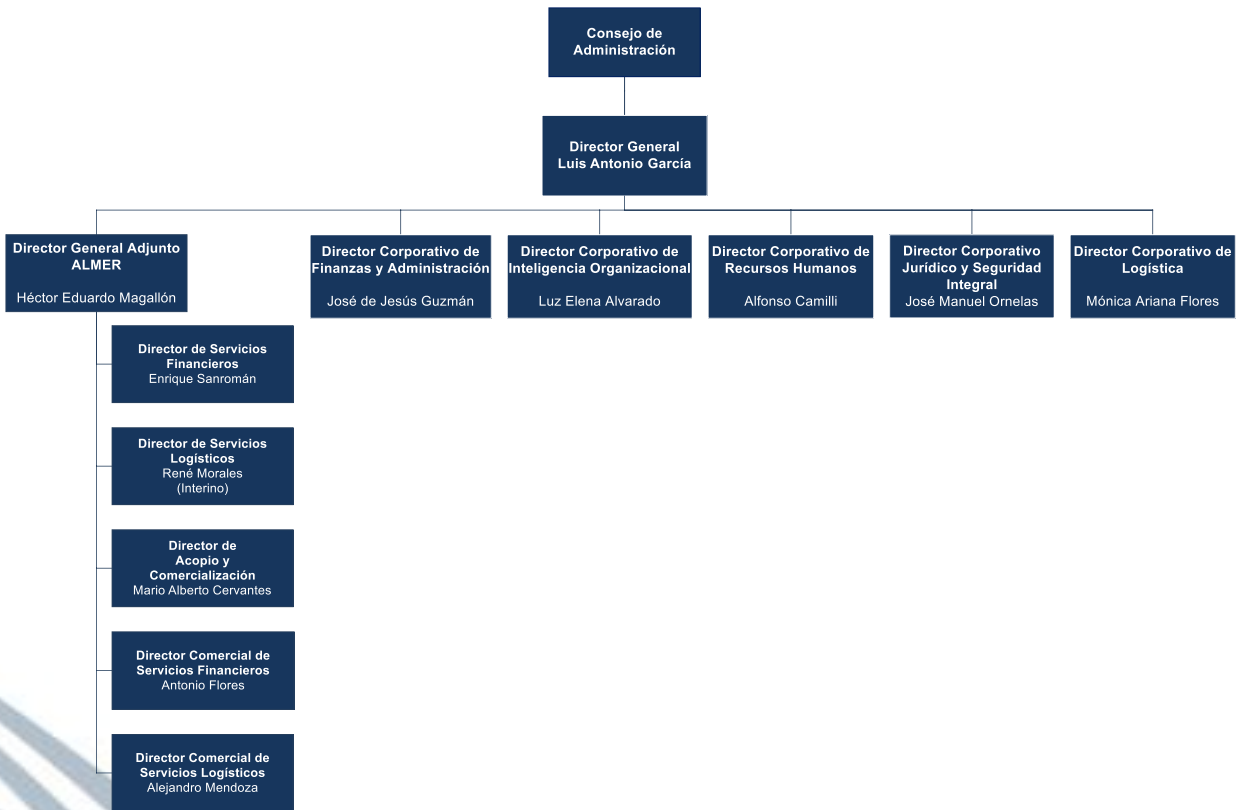 Consejo de
Administración
Director General
Luis Antonio García
Director General Adjunto
ALMER
Héctor Eduardo Magallón
Director Corporativo de
Finanzas y Administración
José de Jesús Guzmán
Director Corporativo de
Inteligencia Organizacional
Luz Elena Alvarado
Director Corporativo de
Recursos Humanos
Alfonso Camilli
Director Corporativo
Jurídico y Seguridad
Integral
José Manuel Ornelas
Director Corporativo de
Logística
Mónica Ariana Flores
Director de Servicios
Financieros
Enrique Sanromán
Director de Servicios
Logísticos
René Morales
(Interino)
Director de
Acopio y
Comercialización
Mario Alberto Cervantes
Director Comercial de
Servicios Financieros
Antonio Flores
Director Comercial de
Servicios Logísticos
Alejandro Mendoza